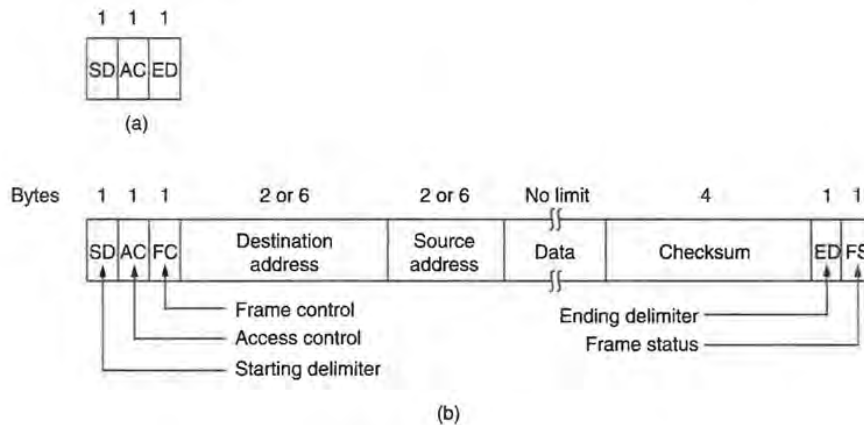 1 1 1
SD AC ED
(a)
Bytes 1 1 1 2 or 6 2 or 6 No limit 4 1 1
SD AC FC Destination address Source address Data Checksum ED FS
Frame control
Access control
Starting delimiter
Ending delimiter
Frame status
(b)